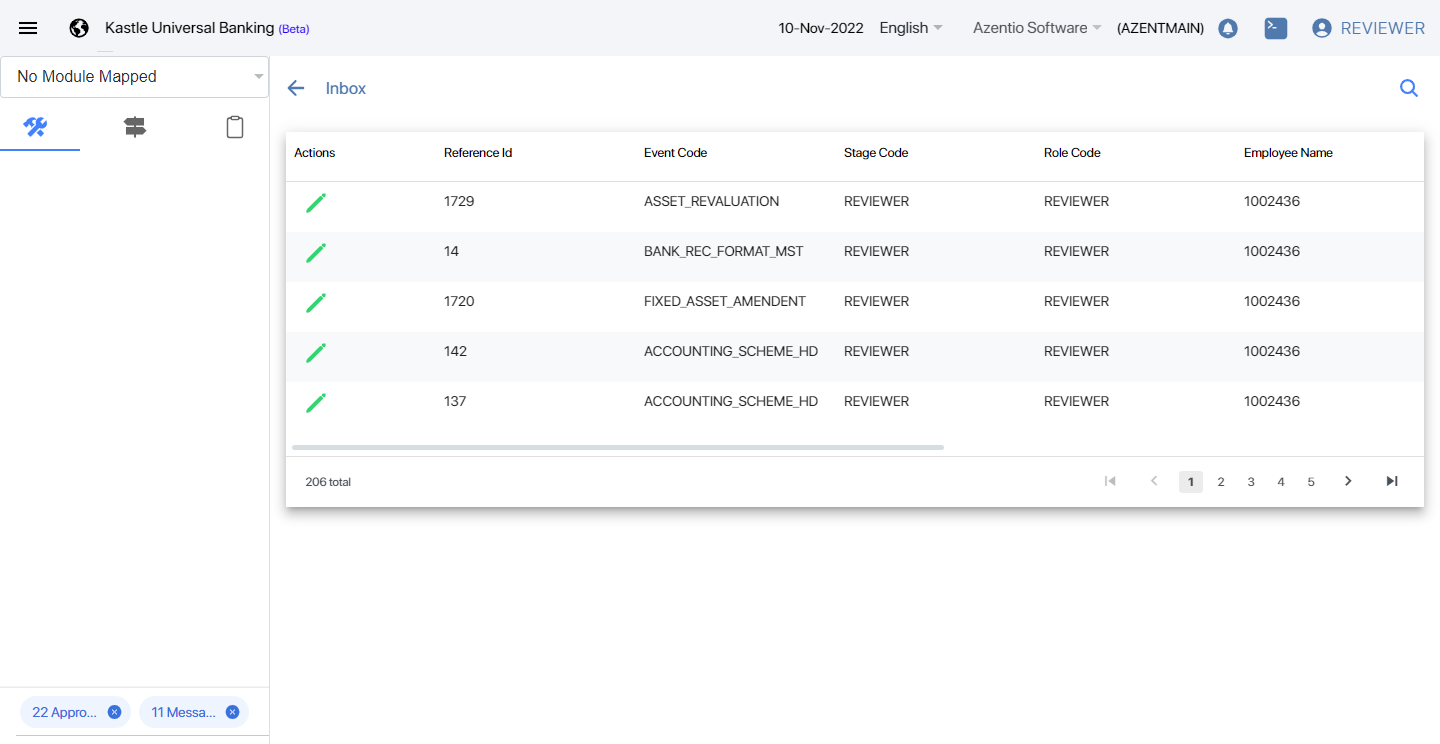 Kastle Universal Banking (Beta) 10-Nov-2022 English Azentio Software (AZENTMAIN) REVIEWER
No Module Mapped
Inbox
Actions Reference Id Event Code Stage Code Role Code Employee Name
1729 ASSET_REVALUATION REVIEWER REVIEWER 1002436
14 BANK_REC_FORMAT_MST REVIEWER REVIEWER 1002436
1720 FIXED_ASSET_AMENDENT REVIEWER REVIEWER 1002436
142 ACCOUNTING_SCHEME_HD REVIEWER REVIEWER 1002436
137 ACCOUNTING_SCHEME_HD REVIEWER REVIEWER 1002436
206 total 1 2 3 4 5
22 Appro... 11 Messa...